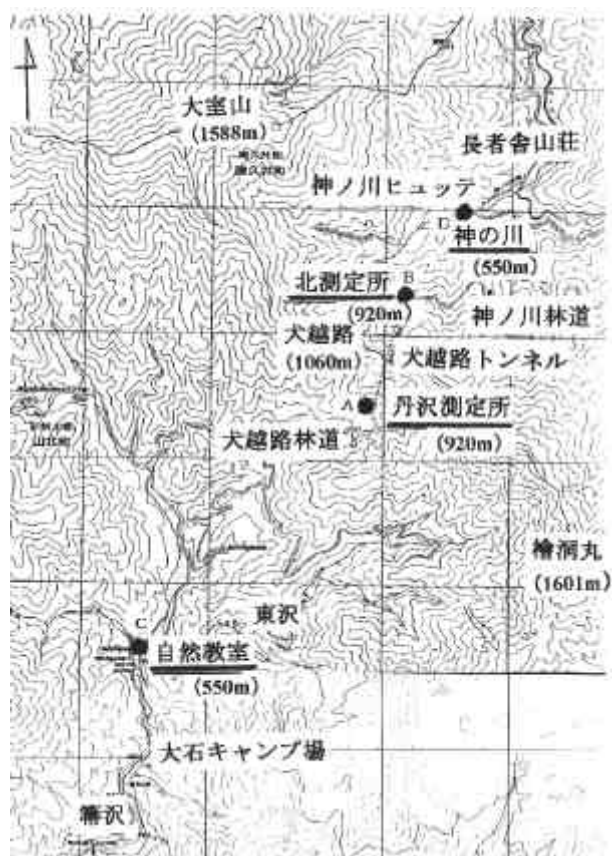 大室山
(1588m)
長者舎山荘
神ノ川ヒュッテ
D
神の川
(550m)
北測定所
B
(920m)
神ノ川林道
犬越路
(1060m)
犬越路トンネル
A
丹沢測定所
(920m)
犬越路林道
檜洞丸
(1601m)
東沢
C
自然教室
(550m)
大石キャンプ場
箒沢